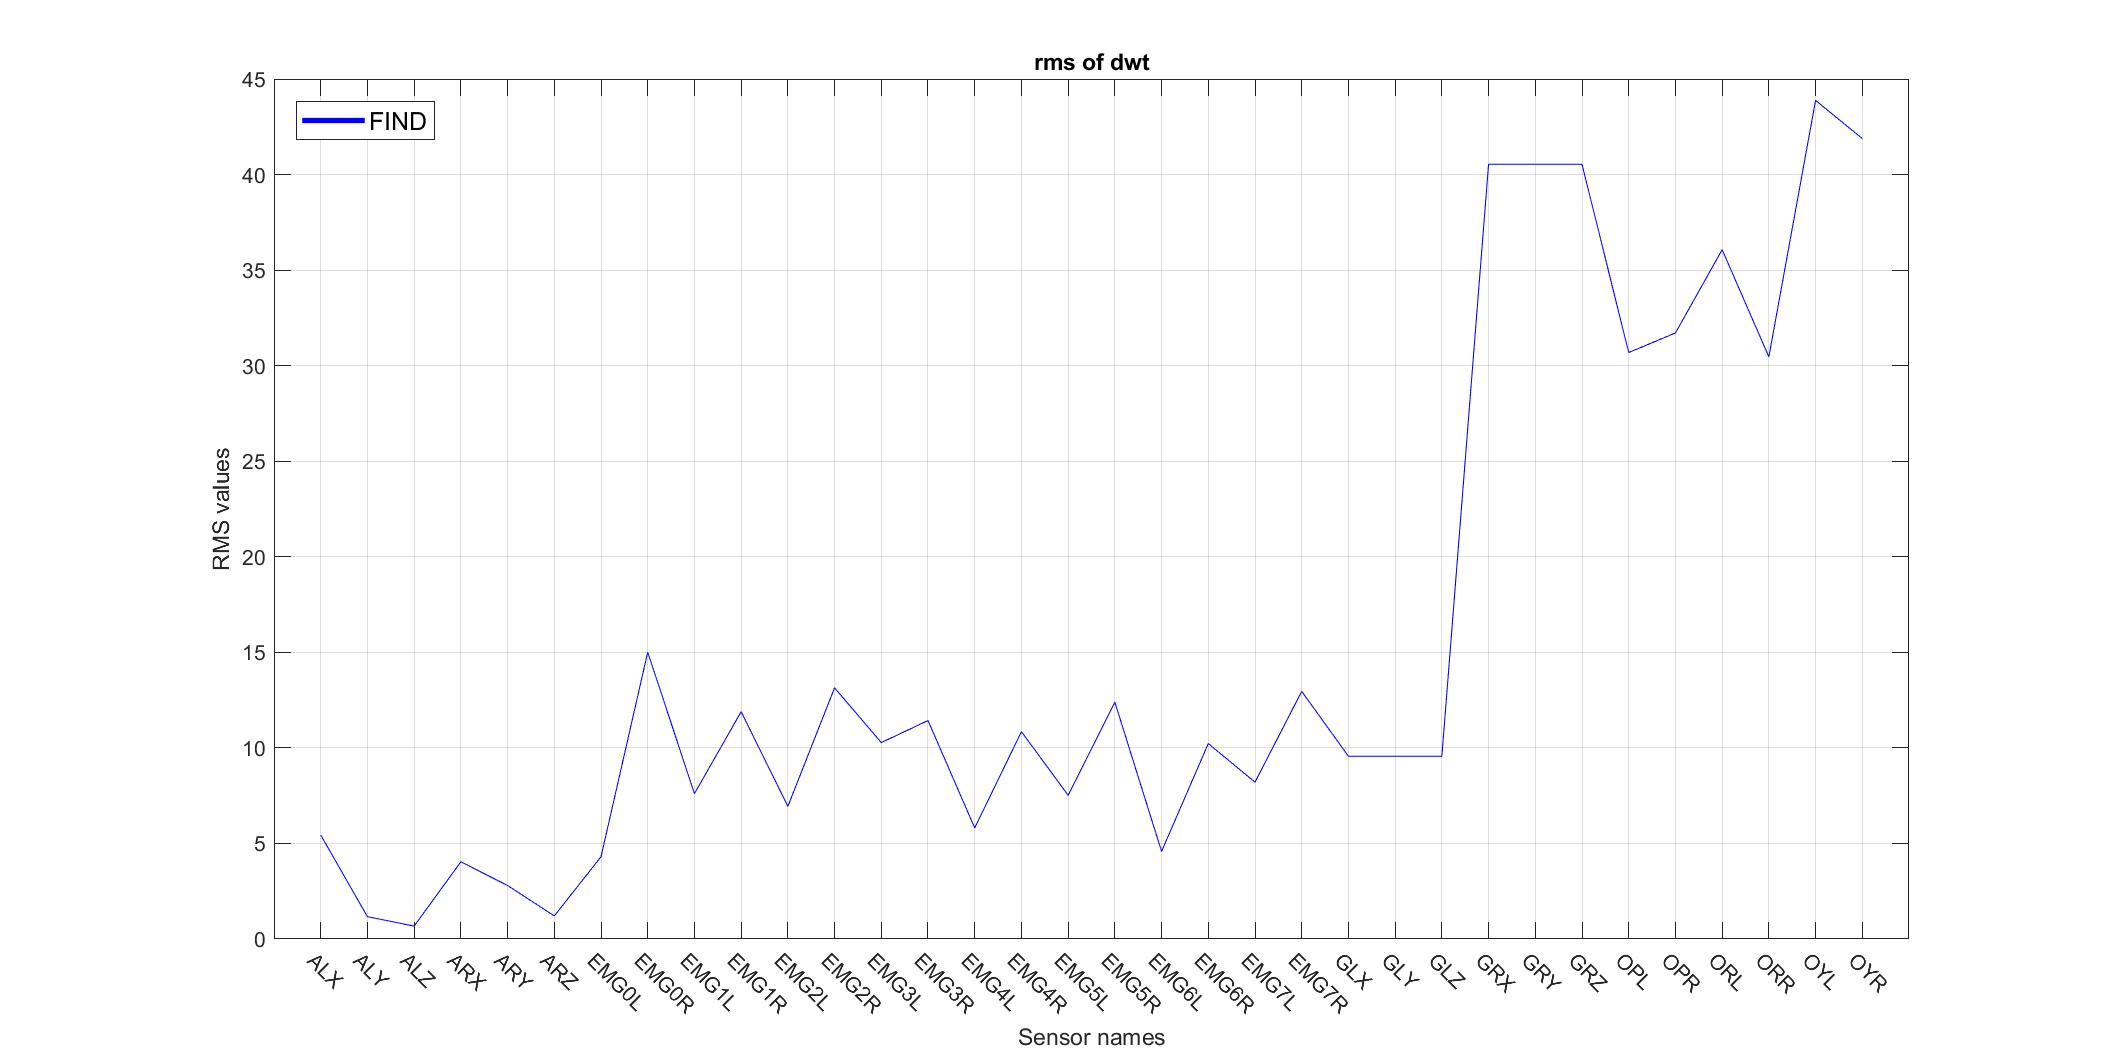 rms of dwt
FIND
45
40
35
30
25
20
15
10
5
0
RMS values
ALX
ALY
ALZ
ARX
ARY
ARZ
EMG0L
EMG0R
EMG1L
EMG1R
EMG2L
EMG2R
EMG3L
EMG3R
EMG4L
EMG4R
EMG5L
EMG5R
EMG6L
EMG6R
EMG7L
EMG7R
GLX
GLY
GLZ
GRX
GRY
GRZ
OPL
OPR
ORL
ORR
OYL
OYR
Sensor names